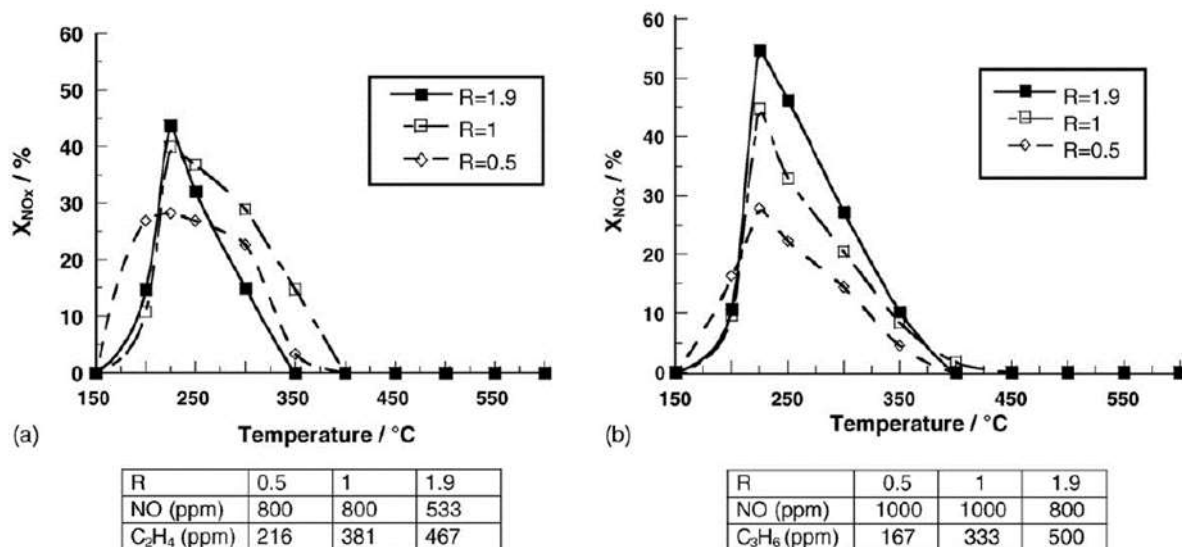 60
50
40
30
20
10
0
X_NOx / %
R=1.9
R=1
R=0.5
150 250 350 450 550
(a)
Temperature / °C
R 0.5 1 1.9
NO (ppm) 800 800 533
C₂H₄ (ppm) 216 381 467
60
50
40
30
20
10
0
X_NOx / %
R=1.9
R=1
R=0.5
150 250 350 450 550
(b)
Temperature / °C
R 0.5 1 1.9
NO (ppm) 1000 1000 800
C₃H₆ (ppm) 167 333 500